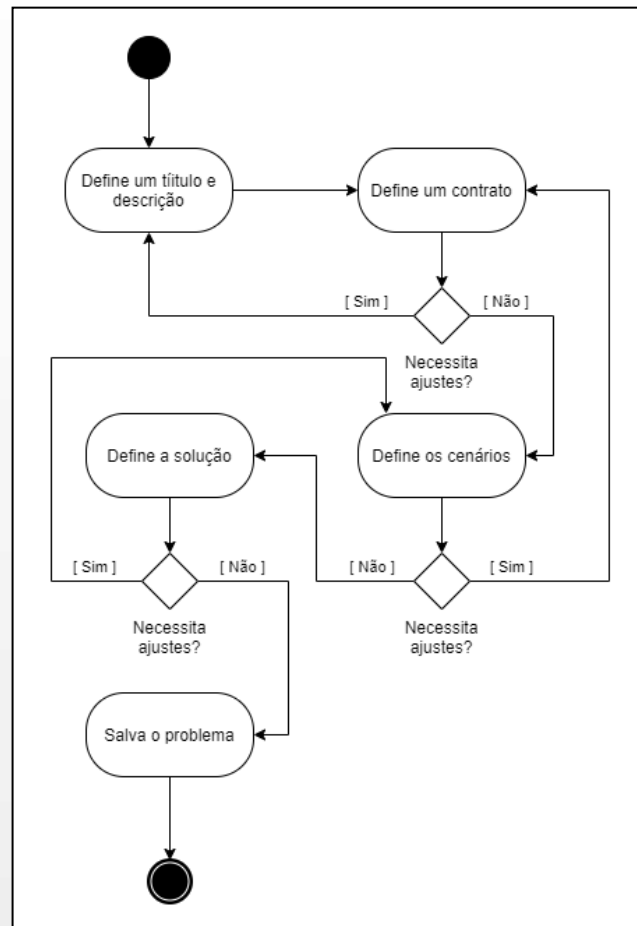 Define um tíitulo e
descrição
Define um contrato
[ Sim ]
[ Não ]
Necessita
ajustes?
Define a solução
Define os cenários
[ Sim ]
[ Não ]
[ Não ]
[ Sim ]
Necessita
ajustes?
Necessita
ajustes?
Salva o problema